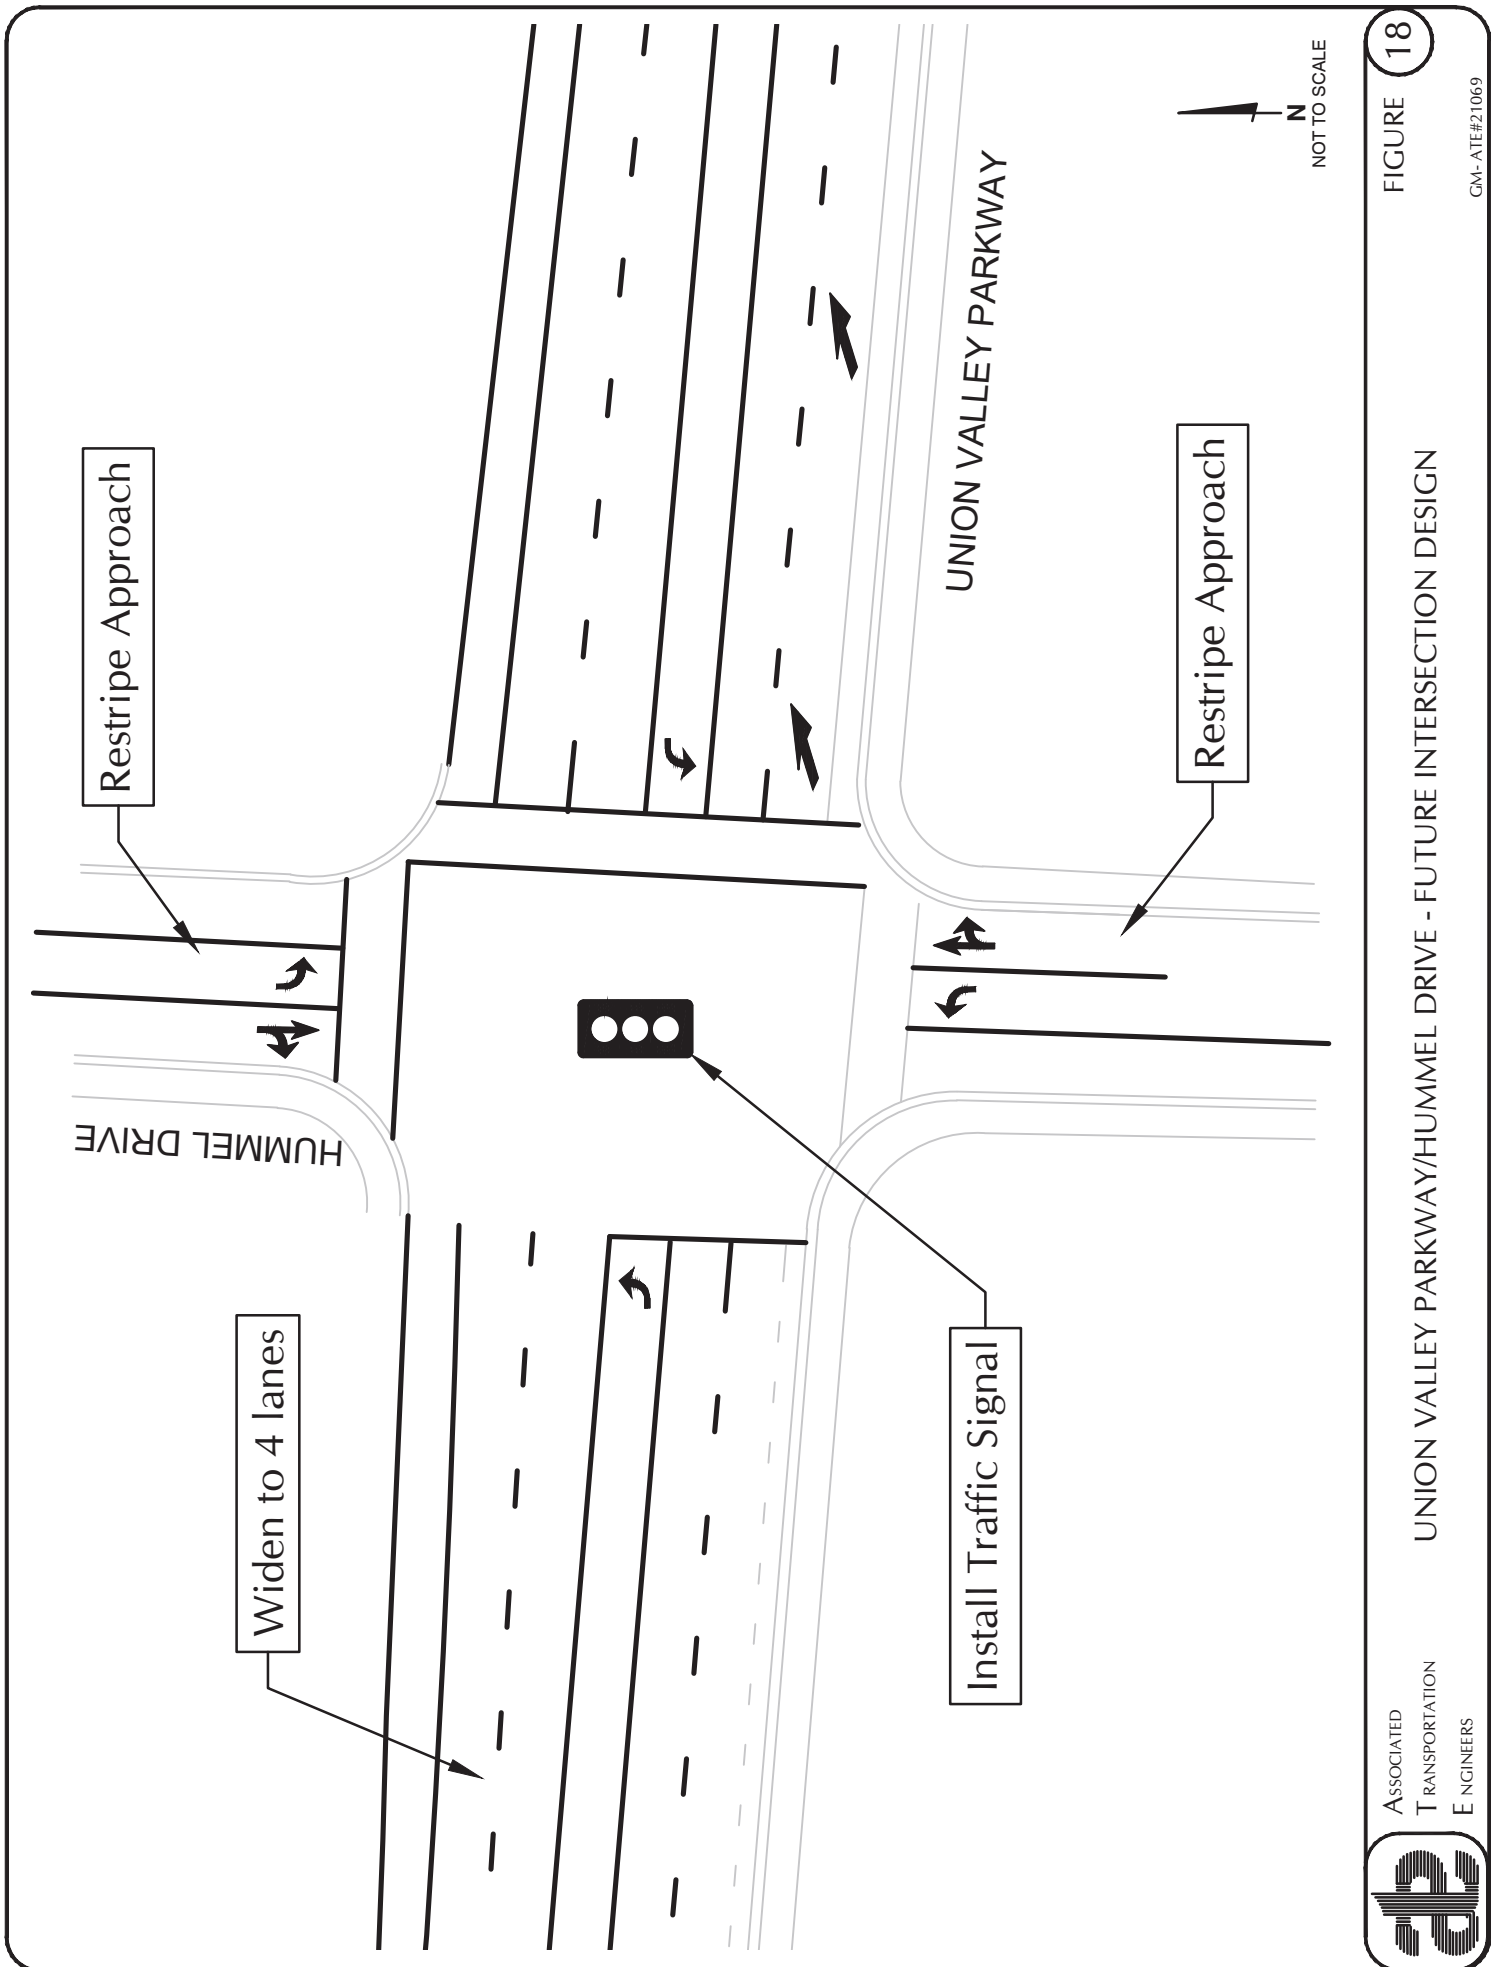 Restripe Approach
HUMMEL DRIVE
Widen to 4 lanes
UNION VALLEY PARKWAY
Restripe Approach
Install Traffic Signal
N
NOT TO SCALE
ASSOCIATED
TRANSPORTATION
ENGINEERS
UNION VALLEY PARKWAY/HUMMEL DRIVE - FUTURE INTERSECTION DESIGN
FIGURE 18
GM- ATE#21069